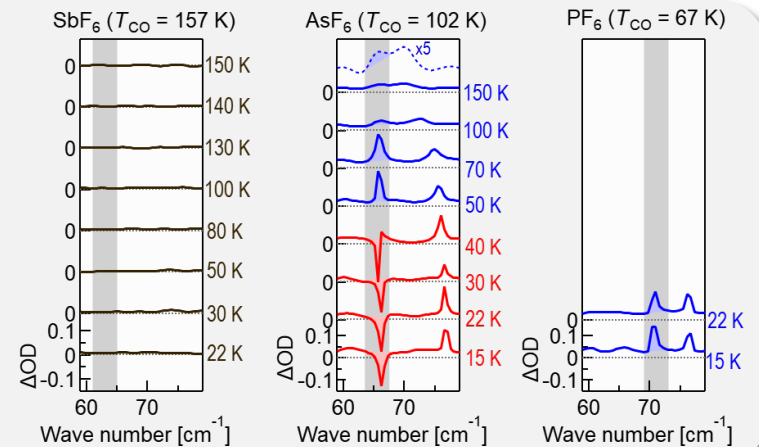 SbF6 (TCO = 157 K)
0 150 K
0 140 K
0 130 K
0 100 K
0 80 K
0 50 K
0 30 K
0.1
0 22 K
-0.1
ΔOD
60 70
Wave number [cm-1]
AsF6 (TCO = 102 K)
x5
0 150 K
0 100 K
0 70 K
0 50 K
0 40 K
0 30 K
0 22 K
0.1
0 15 K
-0.1
ΔOD
60 70
Wave number [cm-1]
PF6 (TCO = 67 K)
0 22 K
0.1
0 15 K
-0.1
ΔOD
60 70
Wave number [cm-1]